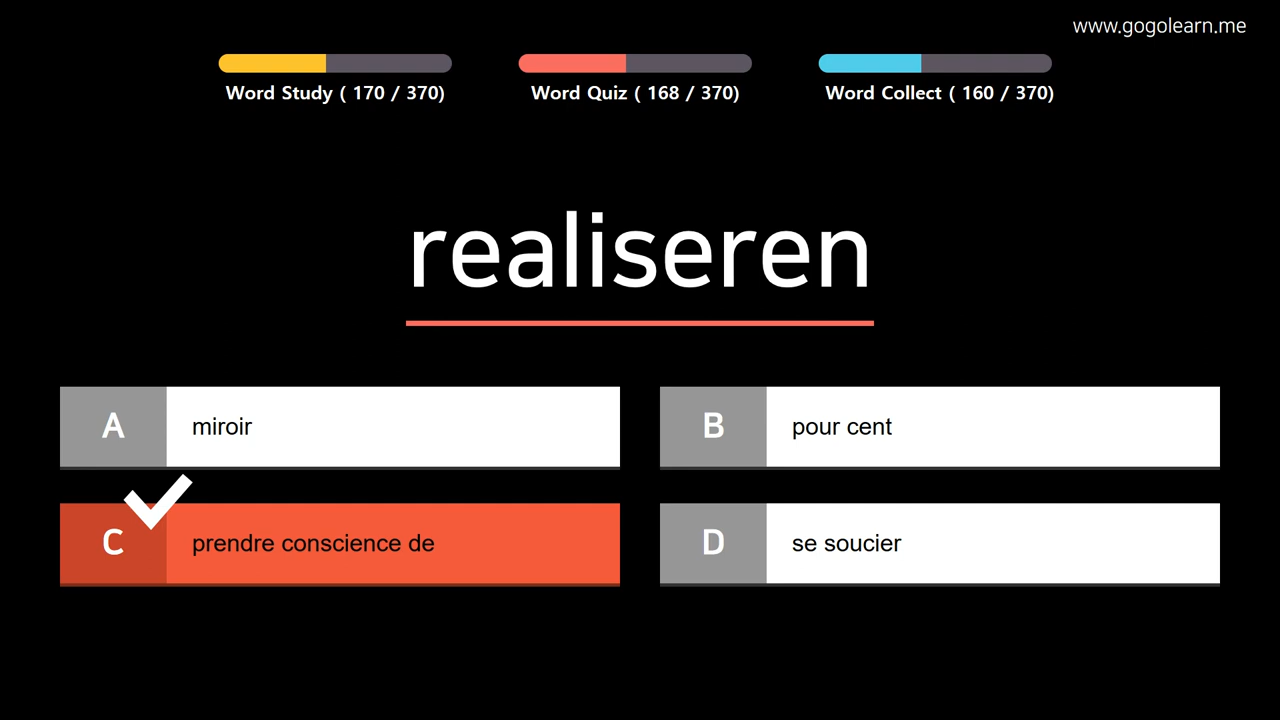 www.gogolearn.me
Word Study ( 170 / 370)
Word Quiz ( 168 / 370)
Word Collect ( 160 / 370)
realiseren
A
miroir
B
pour cent
C
prendre conscience de
D
se soucier